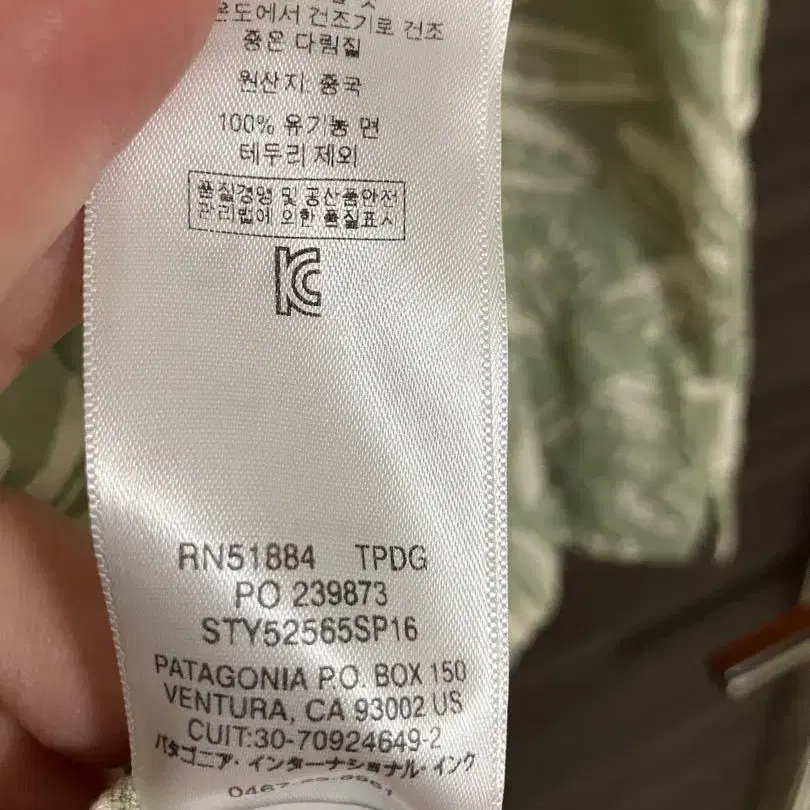 온도에서 건조기로 건조
좋은 다림질
원산지: 중국
100% 유기농 면
테두리 제외
품질경영 및 공산품안전
관리법에 의한 품질표시
KC
RN51884 TPDG
PO 239873
STY52565SP16
PATAGONIA P.O. BOX 150
VENTURA, CA 93002 US
CUIT:30-70924649-2
パタゴニア・インターナショナル・インク